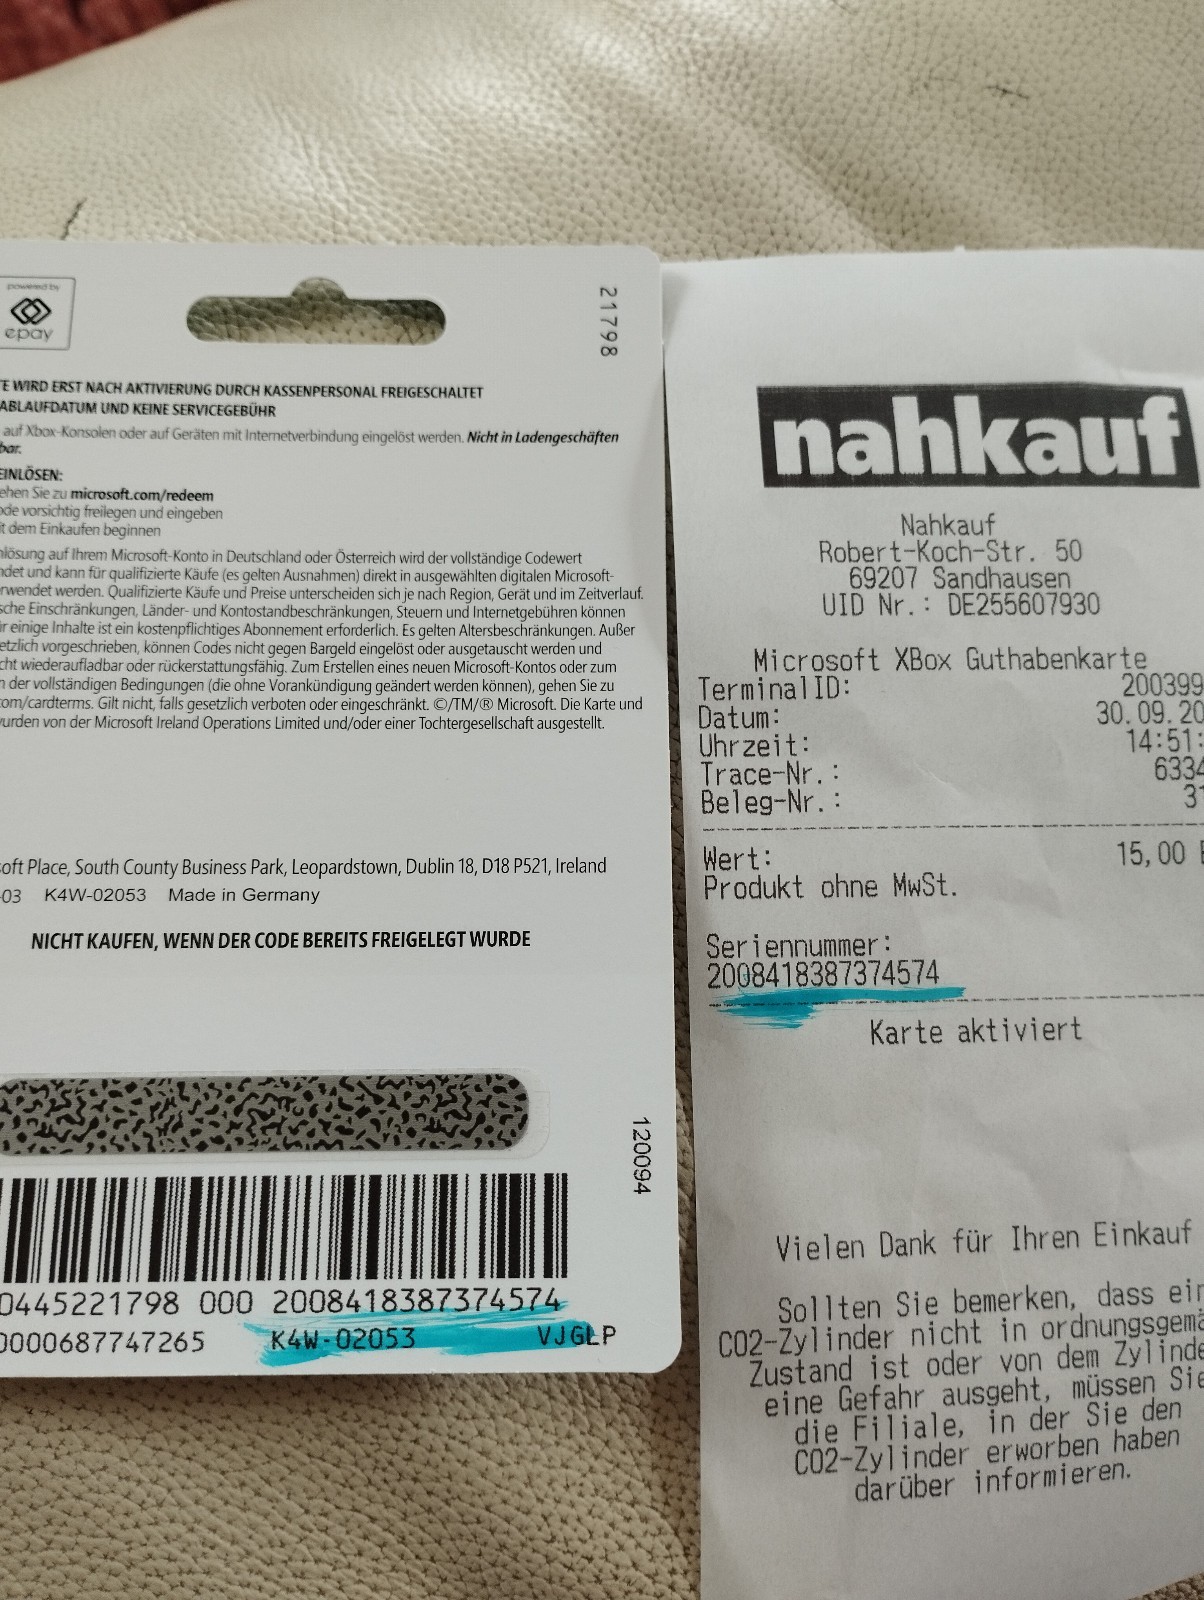 powered by
epay
21798
E WIRD ERST NACH AKTIVIERUNG DURCH KASSENPERSONAL FREIGESCHALTET
ABLAUFDATUM UND KEINE SERVICEGEBÜHR
auf Xbox-Konsolen oder auf Geräten mit Internetverbindung eingelöst werden. Nicht in Ladengeschäften
bar.
EINLÖSEN:
ehen Sie zu microsoft.com/redeem
ode vorsichtig freilegen und eingeben
it dem Einkaufen beginnen
nlösung auf Ihrem Microsoft-Konto in Deutschland oder Österreich wird der vollständige Codewert
ndet und kann für qualifizierte Käufe (es gelten Ausnahmen) direkt in ausgewählten digitalen Microsoft-
rwendet werden. Qualifizierte Käufe und Preise unterscheiden sich je nach Region, Gerät und im Zeitverlauf.
sche Einschränkungen, Länder- und Kontostandbeschränkungen, Steuern und Internetgebühren können
ür einige Inhalte ist ein kostenpflichtiges Abonnement erforderlich. Es gelten Altersbeschränkungen. Außer
etzlich vorgeschrieben, können Codes nicht gegen Bargeld eingelöst oder ausgetauscht werden und
cht wiederaufladbar oder rückerstattungsfähig. Zum Erstellen eines neuen Microsoft-Kontos oder zum
n der vollständigen Bedingungen (die ohne Vorankündigung geändert werden können), gehen Sie zu
com/cardterms. Gilt nicht, falls gesetzlich verboten oder eingeschränkt. ©/TM/® Microsoft. Die Karte und
wurden von der Microsoft Ireland Operations Limited und/oder einer Tochtergesellschaft ausgestellt.
oft Place, South County Business Park, Leopardstown, Dublin 18, D18 P521, Ireland
-03 K4W-02053 Made in Germany
NICHT KAUFEN, WENN DER CODE BEREITS FREIGELEGT WURDE
120094
0445221798 000 2008418387374574
0000687747265 K4W-02053 VJGLP
nahkauf
Nahkauf
Robert-Koch-Str. 50
69207 Sandhausen
UID Nr.: DE255607930
Microsoft XBox Guthabenkarte
TerminalID: 200399
Datum: 30.09.20
Uhrzeit: 14:51:
Trace-Nr.: 6334
Beleg-Nr.: 31
Wert: 15,00 E
Produkt ohne MwSt.
Seriennummer:
2008418387374574
Karte aktiviert
Vielen Dank für Ihren Einkauf
Sollten Sie bemerken, dass ein
CO2-Zylinder nicht in ordnungsgemä
Zustand ist oder von dem Zylinde
eine Gefahr ausgeht, müssen Sie
die Filiale, in der Sie den
CO2-Zylinder erworben haben
darüber informieren.